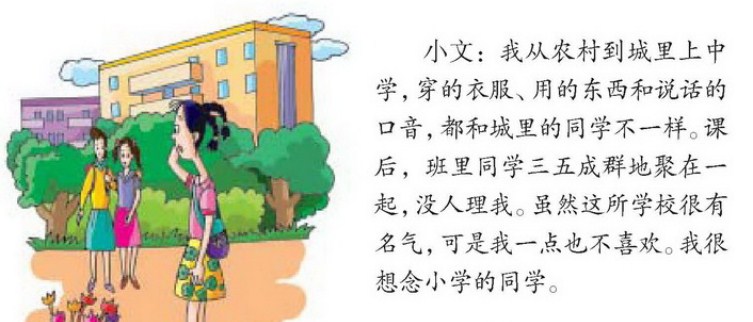 小文：我从农村到城里上中
学，穿的衣服、用的东西和说话的
口音，都和城里的同学不一样。课
后，班里同学三五成群地聚在一
起，没人理我。虽然这所学校很有
名气，可是我一点也不喜欢。我很
想念小学的同学。